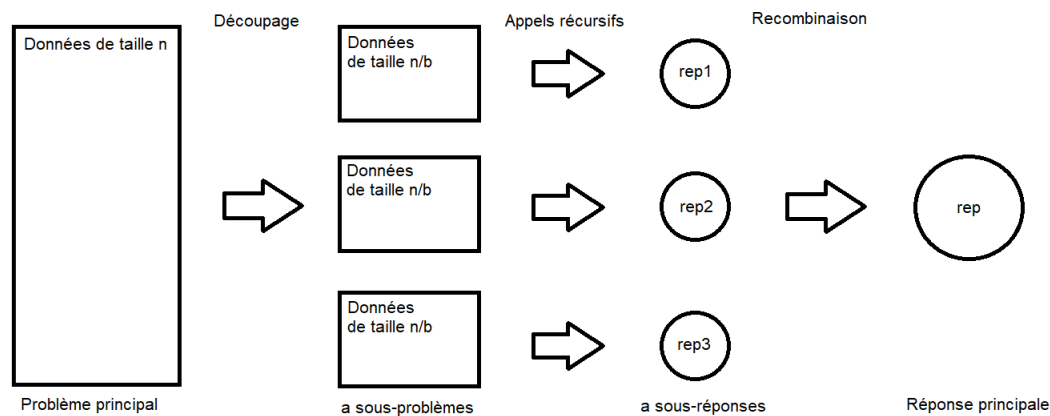 Découpage
Appels récursifs
Recombinaison
Données de taille n
Données
de taille n/b
rep1
Données
de taille n/b
rep2
rep
Données
de taille n/b
rep3
Problème principal
a sous-problèmes
a sous-réponses
Réponse principale